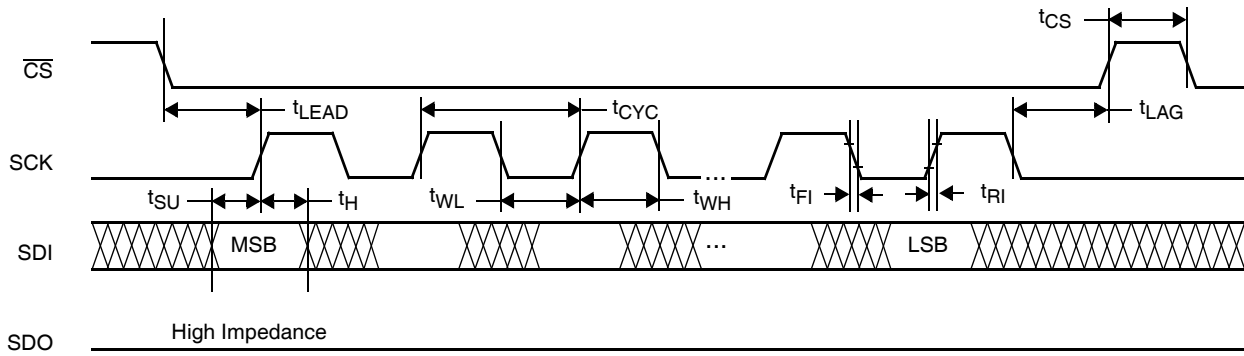 tCS
CS
tLEAD
tCYC
tLAG
SCK
...
tSU
tH
tWL
tWH
tFI
tRI
SDI
MSB
...
LSB
High Impedance
SDO